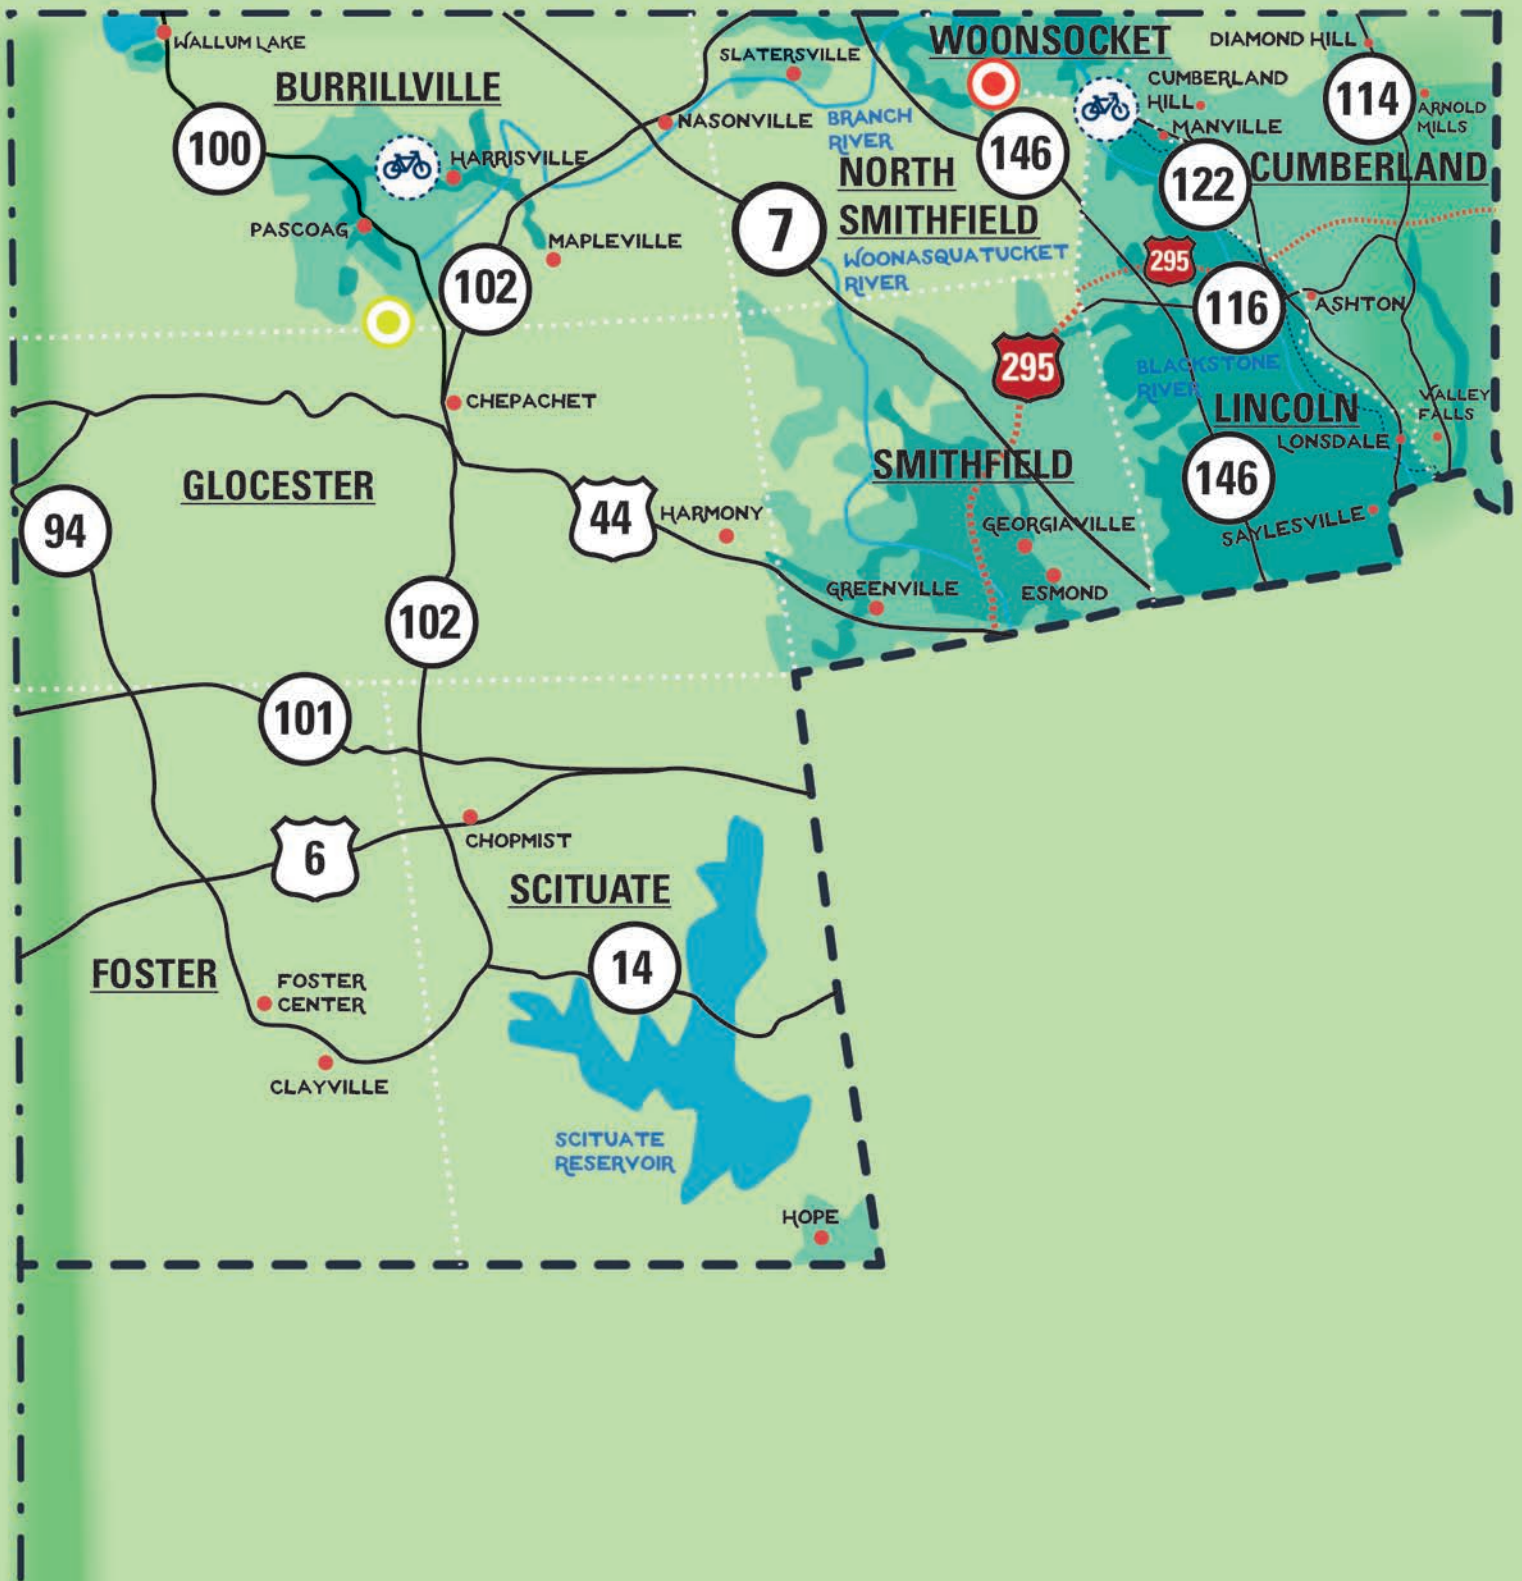 WALLUM LAKE
BURRILLVILLE
100
HARRISVILLE
PASCOAG
MAPLEVILLE
102
SLATERSVILLE
NASONVILLE
BRANCH
RIVER
WOONSOCKET
146
NORTH
SMITHFIELD
7
WOONASQUATUCKET
RIVER
DIAMOND HILL
114
CUMBERLAND
HILL
ARNOLD
MILLS
MANVILLE
122
CUMBERLAND
295
116
ASHTON
295
BLACKSTONE
RIVER
LINCOLN
VALLEY
FALLS
LONSDALE
146
SAYLESVILLE
CHEPACHET
GLOCESTER
94
44
HARMONY
SMITHFIELD
GEORGIAVILLE
GREENVILLE
ESMOND
102
101
6
CHOPMIST
SCITUATE
14
FOSTER
FOSTER
CENTER
CLAYVILLE
SCITUATE
RESERVOIR
HOPE